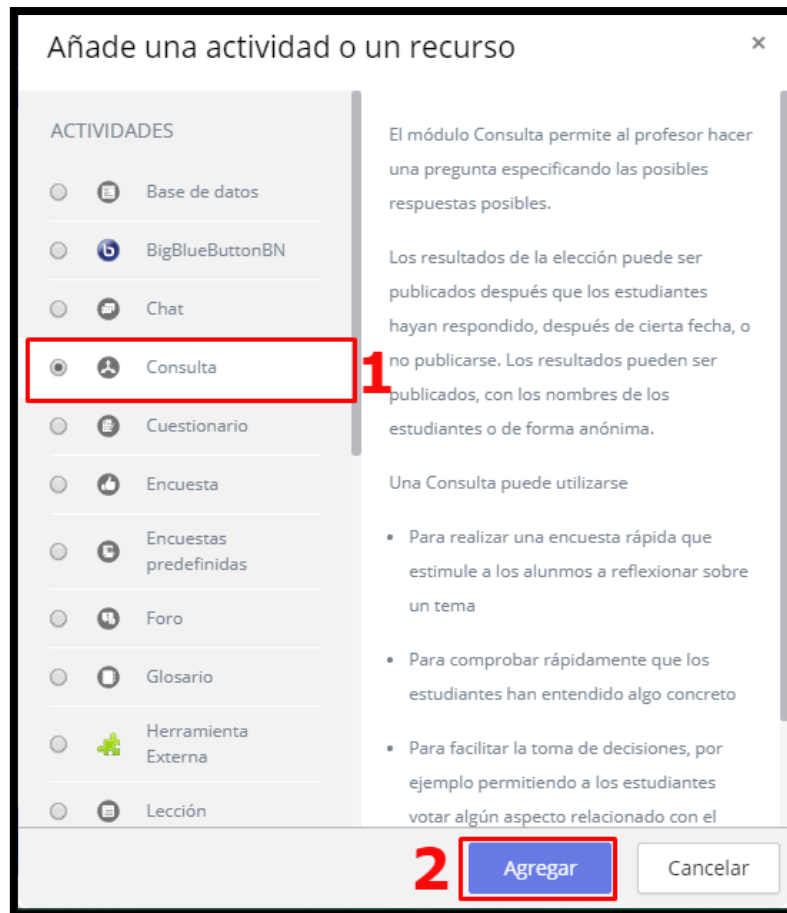 Añade una actividad o un recurso
×
ACTIVIDADES
Base de datos
BigBlueButtonBN
Chat
Consulta
1
Cuestionario
Encuesta
Encuestas
predefinidas
Foro
Glosario
Herramienta
Externa
Lección
El módulo Consulta permite al profesor hacer
una pregunta especificando las posibles
respuestas posibles.
Los resultados de la elección puede ser
publicados después que los estudiantes
hayan respondido, después de cierta fecha, o
no publicarse. Los resultados pueden ser
publicados, con los nombres de los
estudiantes o de forma anónima.
Una Consulta puede utilizarse
• Para realizar una encuesta rápida que
estimule a los alunmos a reflexionar sobre
un tema
• Para comprobar rápidamente que los
estudiantes han entendido algo concreto
• Para facilitar la toma de decisiones, por
ejemplo permitiendo a los estudiantes
votar algún aspecto relacionado con el
2
Agregar
Cancelar